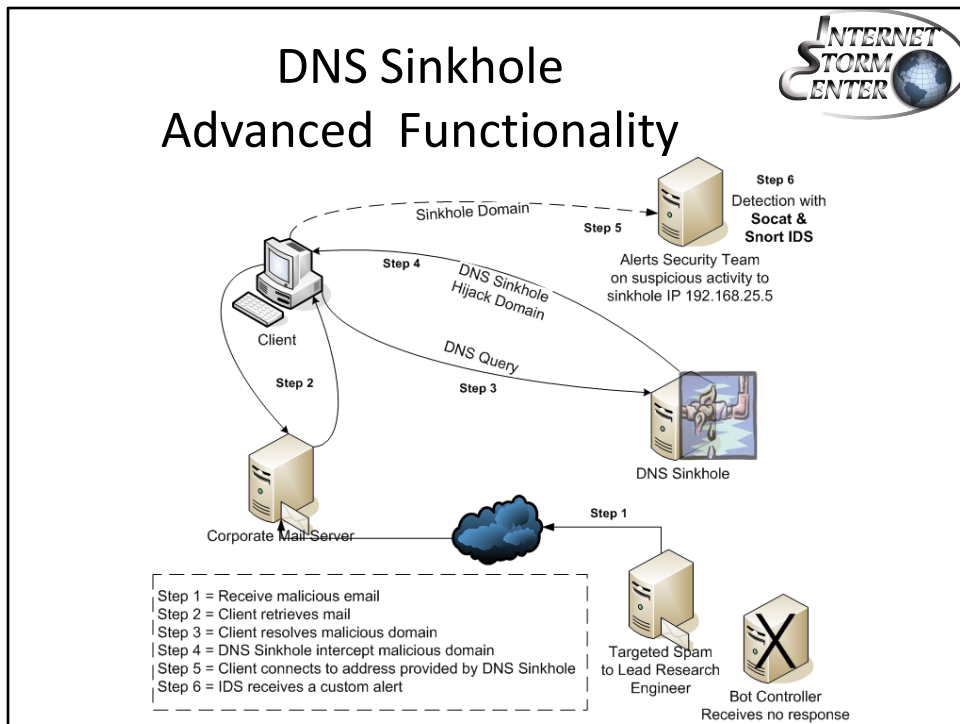 DNS Sinkhole
Advanced Functionality
INTERNET
STORM
CENTER
Sinkhole Domain
Step 5
Step 6
Detection with
Socat &
Snort IDS
Alerts Security Team
on suspicious activity to
sinkhole IP 192.168.25.5
Step 4
DNS Sinkhole
Hijack Domain
Client
DNS Query
Step 3
Step 2
DNS Sinkhole
Corporate Mail Server
Step 1
Step 1 = Receive malicious email
Step 2 = Client retrieves mail
Step 3 = Client resolves malicious domain
Step 4 = DNS Sinkhole intercept malicious domain
Step 5 = Client connects to address provided by DNS Sinkhole
Step 6 = IDS receives a custom alert
Targeted Spam
to Lead Research
Engineer
X
Bot Controller
Receives no response